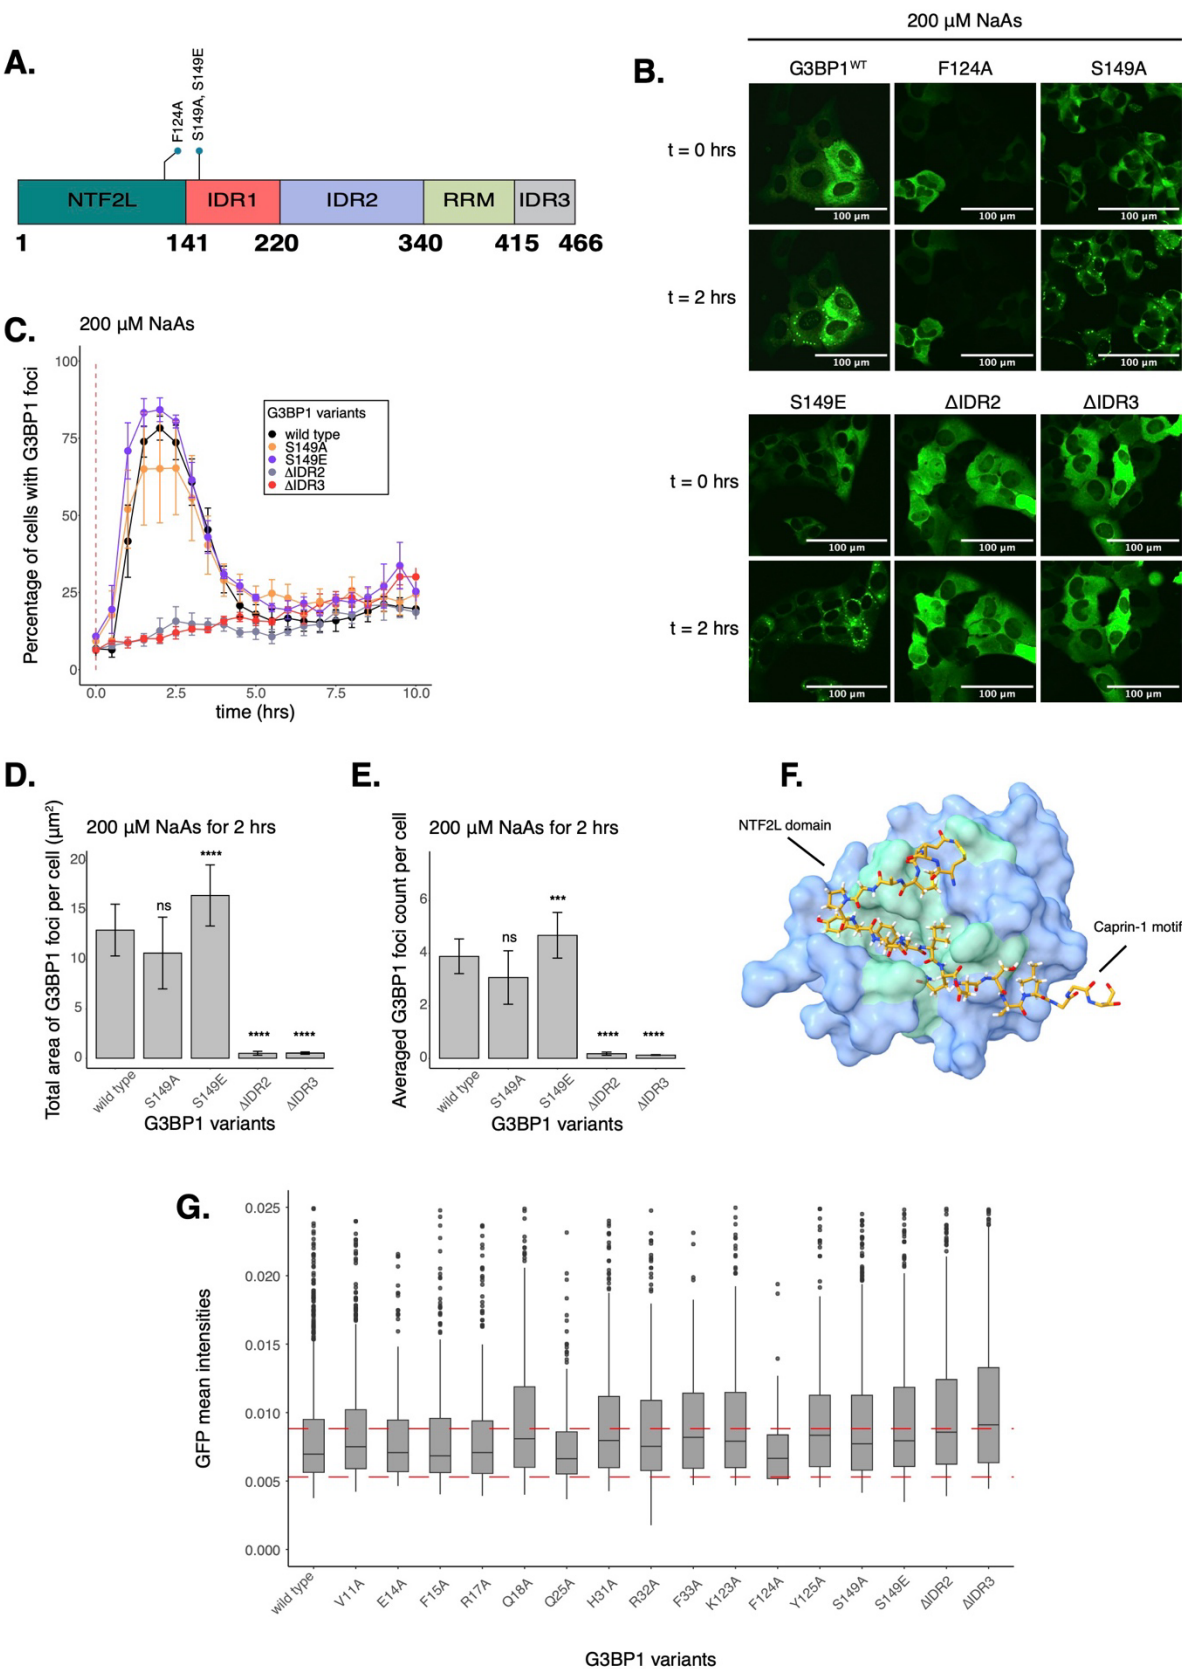 A.
F124A
S149A, S149E
NTF2L IDR1 IDR2 RRM IDR3
1 141 220 340 415 466
B.
200 µM NaAs
G3BP1WT F124A S149A
t = 0 hrs
100 µm 100 µm 100 µm
t = 2 hrs
100 µm 100 µm 100 µm
S149E ΔIDR2 ΔIDR3
t = 0 hrs
100 µm 100 µm 100 µm
t = 2 hrs
100 µm 100 µm 100 µm
C.
200 µM NaAs
Percentage of cells with G3BP1 foci
100
75
50
25
0
G3BP1 variants
wild type
S149A
S149E
ΔIDR2
ΔIDR3
0.0 2.5 5.0 7.5 10.0
time (hrs)
D.
200 µM NaAs for 2 hrs
Total area of G3BP1 foci per cell (µm²)
20
15
10
5
0
ns
****
****
****
wild type S149A S149E ΔIDR2 ΔIDR3
G3BP1 variants
E.
200 µM NaAs for 2 hrs
Averaged G3BP1 foci count per cell
6
4
2
0
ns
***
****
****
wild type S149A S149E ΔIDR2 ΔIDR3
G3BP1 variants
F.
NTF2L domain
Caprin-1 motif
G.
GFP mean intensities
0.025
0.020
0.015
0.010
0.005
0.000
wild type V11A E14A F15A R17A Q18A Q25A H31A R32A F33A K123A F124A Y125A S149A S149E ΔIDR2 ΔIDR3
G3BP1 variants